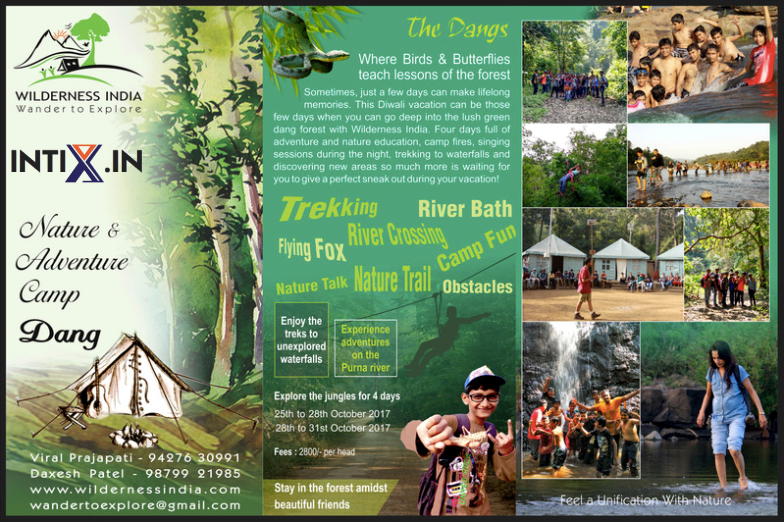 WILDERNESS INDIA
Wander to Explore
INTIX.IN
Nature &
Adventure
Camp
Dang
Viral Prajapati - 94276 30991
Daxesh Patel - 98799 21985
www.wildernessindia.com
wandertoexplore@gmail.com
The Dangs
Where Birds & Butterflies
teach lessons of the forest
Sometimes, just a few days can make lifelong
memories. This Diwali vacation can be those
few days when you can go deep into the lush green
dang forest with Wilderness India. Four days full of
adventure and nature education, camp fires, singing
sessions during the night, trekking to waterfalls and
discovering new areas so much more is waiting for
you to give a perfect sneak out during your vacation!
Trekking
River Bath
Flying Fox
River Crossing
Camp Fun
Nature Talk
Nature Trail
Obstacles
Enjoy the
treks to
unexplored
waterfalls
Experience
adventures
on the
Purna river
Explore the jungles for 4 days
25th to 28th October 2017
28th to 31st October 2017
Fees : 2800/- per head
Stay in the forest amidst
beautiful friends
Feel a Unification With Nature